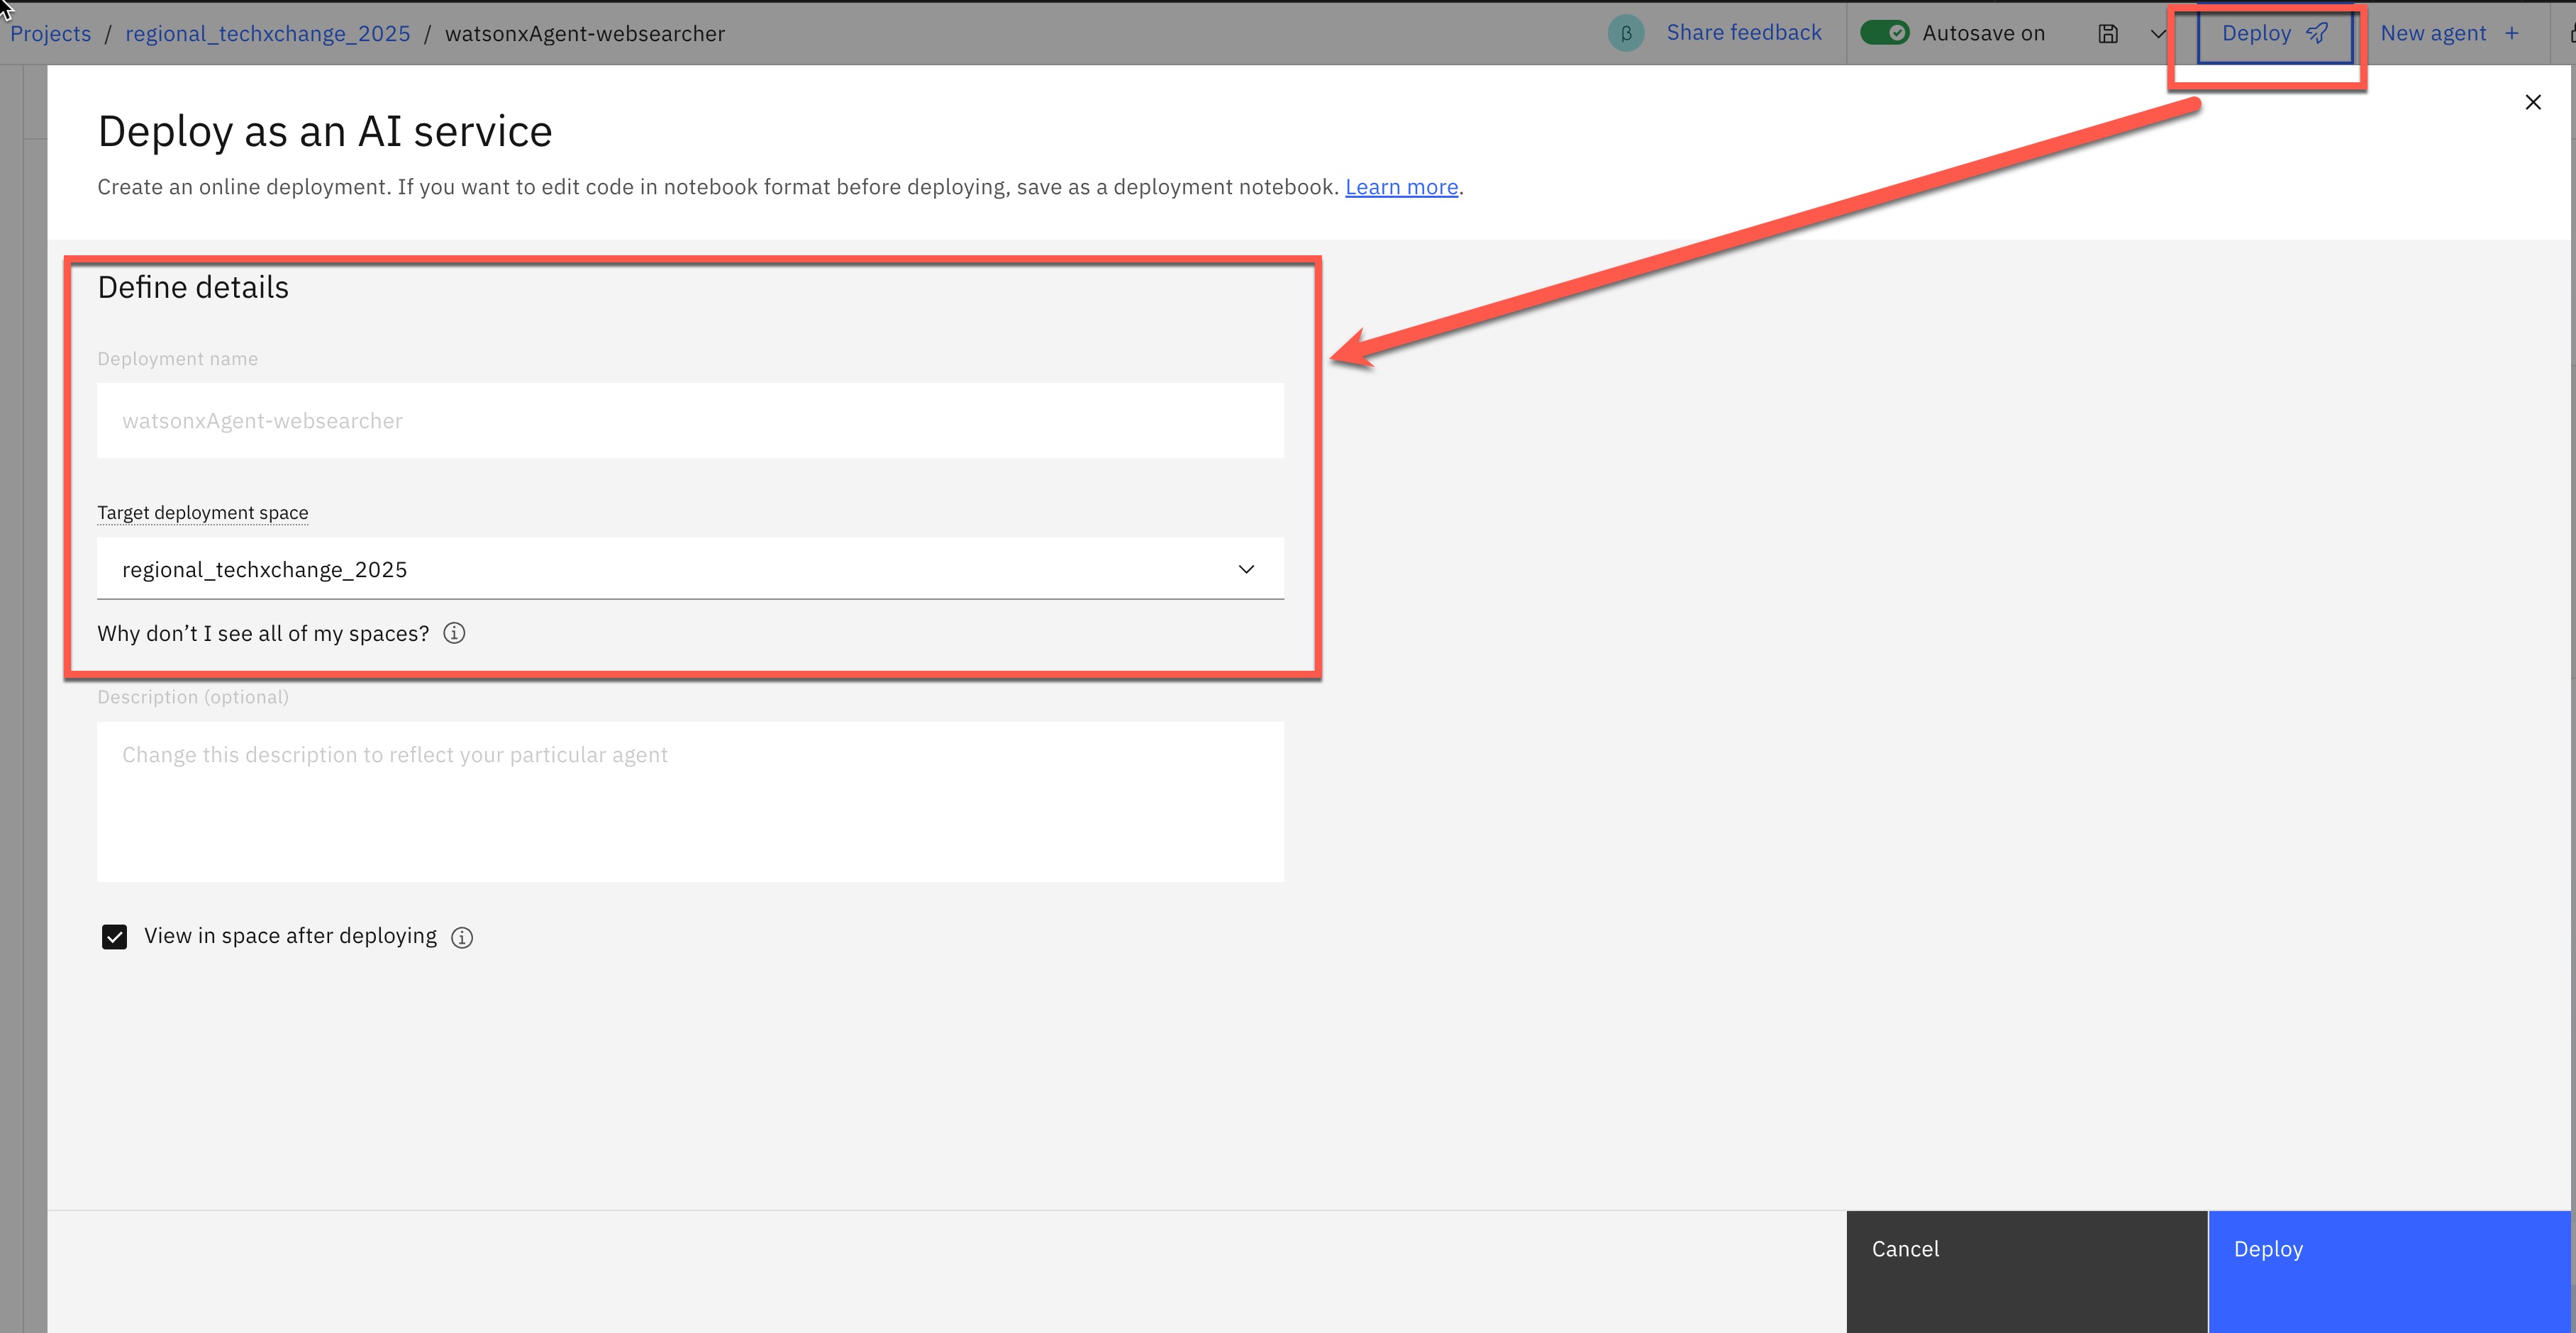 Projects / regional_techxchange_2025 / watsonxAgent-websearcher
β Share feedback
Autosave on
Deploy
New agent +
Deploy as an AI service
Create an online deployment. If you want to edit code in notebook format before deploying, save as a deployment notebook. Learn more.
Define details
Deployment name
watsonxAgent-websearcher
Target deployment space
regional_techxchange_2025
Why don’t I see all of my spaces?
Description (optional)
Change this description to reflect your particular agent
View in space after deploying
Cancel
Deploy